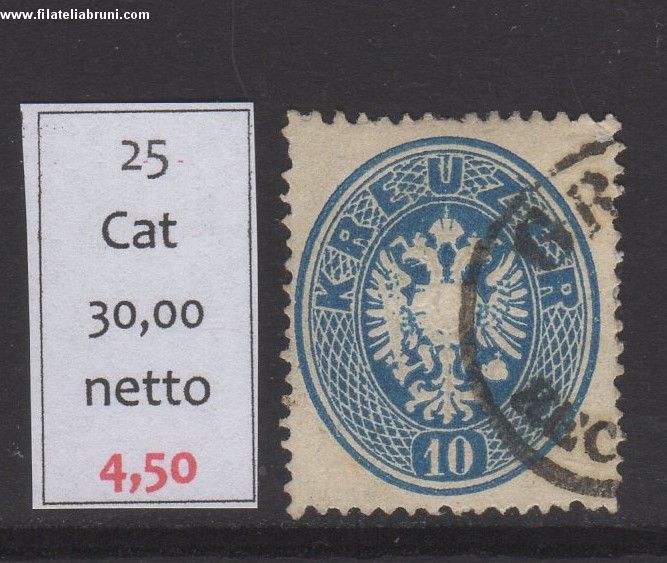 www.filateliabruni.com
25
Cat
30,00
netto
4,50
KREUZER
10